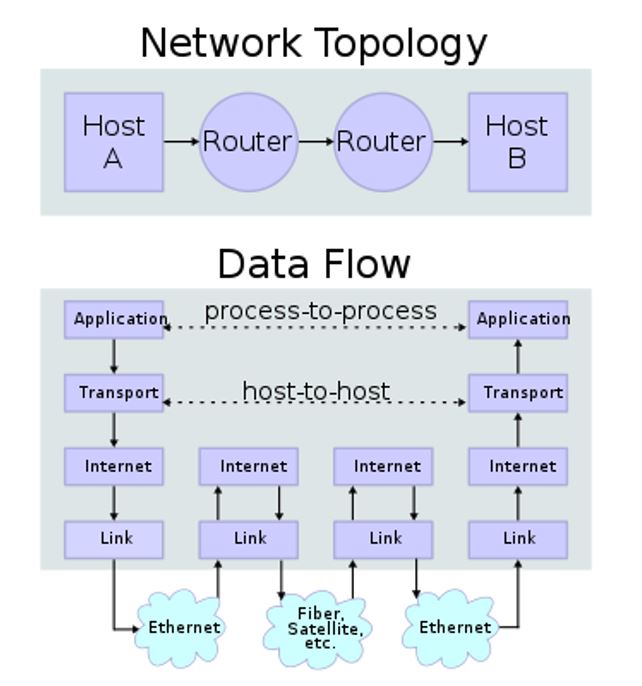 Network Topology
Host
A
Router
Router
Host
B
Data Flow
Application
process-to-process
Application
Transport
host-to-host
Transport
Internet
Internet
Internet
Internet
Link
Link
Link
Link
Ethernet
Fiber,
Satellite,
etc.
Ethernet